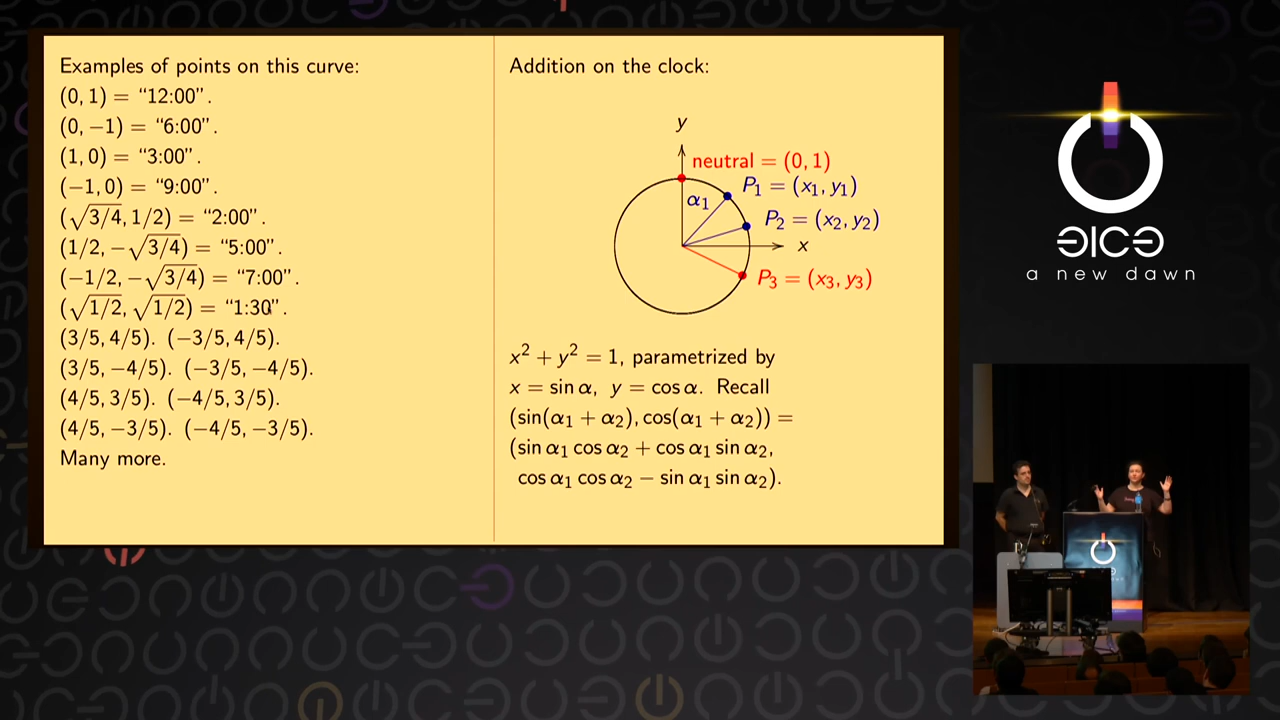 Examples of points on this curve:
(0, 1) = “12:00”.
(0, −1) = “6:00”.
(1, 0) = “3:00”.
(−1, 0) = “9:00”.
(√3/4, 1/2) = “2:00”.
(1/2, −√3/4) = “5:00”.
(−1/2, −√3/4) = “7:00”.
(√1/2, √1/2) = “1:30”.
(3/5, 4/5). (−3/5, 4/5).
(3/5, −4/5). (−3/5, −4/5).
(4/5, 3/5). (−4/5, 3/5).
(4/5, −3/5). (−4/5, −3/5).
Many more.
Addition on the clock:
y
neutral = (0, 1)
P₁ = (x₁, y₁)
α₁
P₂ = (x₂, y₂)
x
P₃ = (x₃, y₃)
x² + y² = 1, parametrized by
x = sin α, y = cos α. Recall
(sin(α₁ + α₂), cos(α₁ + α₂)) =
(sin α₁ cos α₂ + cos α₁ sin α₂,
cos α₁ cos α₂ − sin α₁ sin α₂).
a new dawn